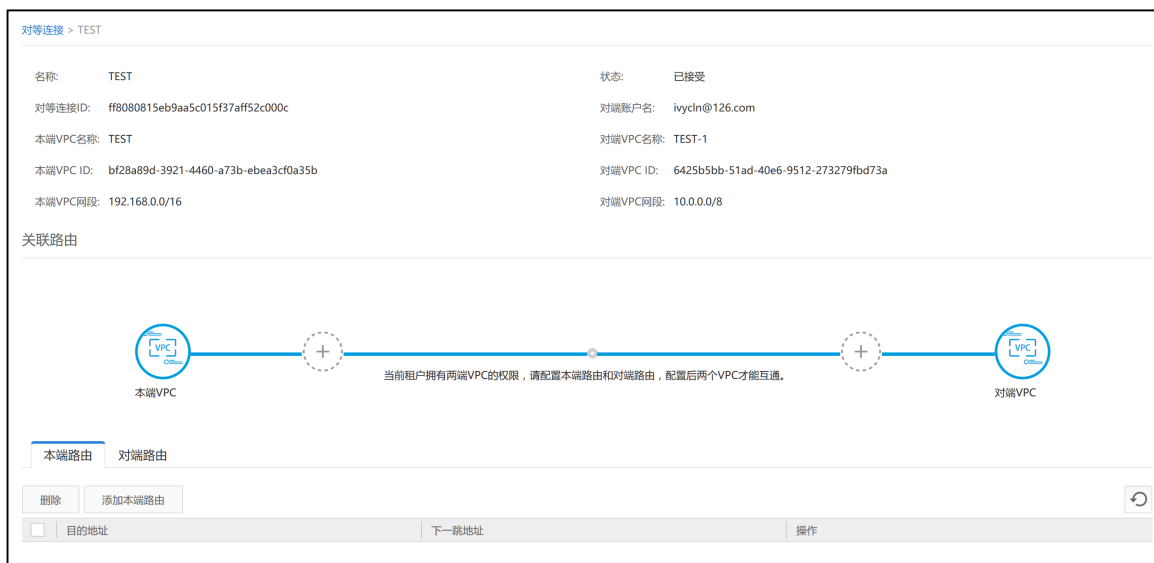 对等连接 > TEST
名称: TEST 状态: 已接受
对等连接ID: ff8080815eb9aa5c015f37aff52c000c 对端账户名: ivycln@126.com
本端VPC名称: TEST 对端VPC名称: TEST-1
本端VPC ID: bf28a89d-3921-4460-a73b-ebea3cf0a35b 对端VPC ID: 6425b5bb-51ad-40e6-9512-273279fbd73a
本端VPC网段: 192.168.0.0/16 对端VPC网段: 10.0.0.0/8
关联路由
VPC VPC
当前租户拥有两端VPC的权限，请配置本端路由和对端路由，配置后两个VPC才能互通。
本端VPC 对端VPC
本端路由 对端路由
删除 添加本端路由
目的地址 下一跳地址 操作